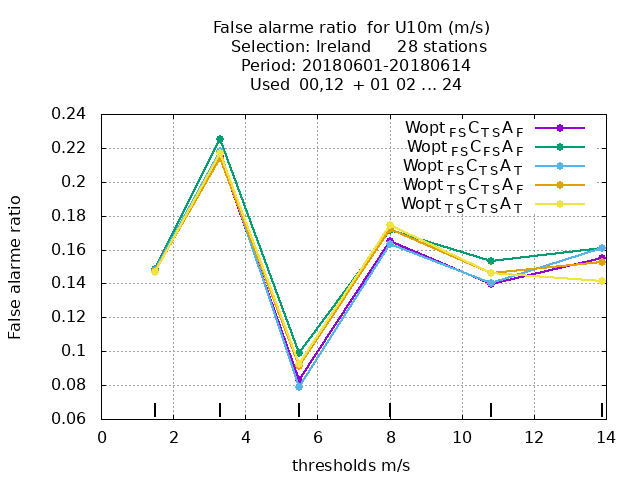 False alarme ratio  for U10m (m/s)
Selection: Ireland     28 stations
Period: 20180601-20180614
Used  00,12  + 01 02 ... 24
Wopt FS C TS A F
Wopt FS C FS A F
Wopt FS C TS A T
Wopt TS C TS A F
Wopt TS C TS A T
False alarme ratio
0.24
0.22
0.2
0.18
0.16
0.14
0.12
0.1
0.08
0.06
0 2 4 6 8 10 12 14
thresholds m/s